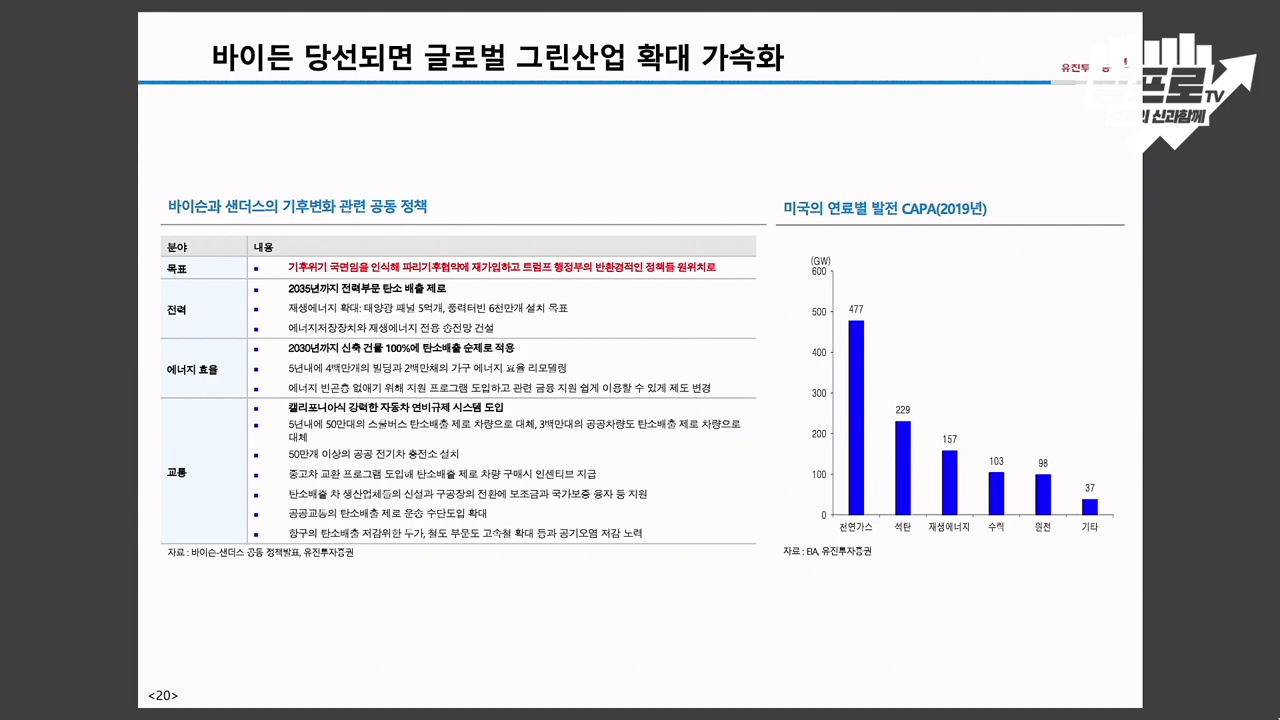 바이든 당선되면 글로벌 그린산업 확대 가속화
유진투
프로TV
신과함께
바이슨과 샌더스의 기후변화 관련 공동 정책
분야 내용
목표 ▪ 기후위기 국면임을 인식해 파리기후협약에 재가입하고 트럼프 행정부의 반환경적인 정책들 원위치로
전력
▪ 2035년까지 전력부문 탄소 배출 제로
▪ 재생에너지 확대: 태양광 패널 5억개, 풍력터빈 6천만개 설치 목표
▪ 에너지저장장치와 재생에너지 전용 송전망 건설
에너지 효율
▪ 2030년까지 신축 건물 100%에 탄소배출 순제로 적용
▪ 5년내에 4백만개의 빌딩과 2백만채의 가구 에너지 효율 리모델링
▪ 에너지 빈곤층 없애기 위해 지원 프로그램 도입하고 관련 금융 지원 쉽게 이용할 수 있게 제도 변경
교통
▪ 캘리포니아식 강력한 자동차 연비규제 시스템 도입
▪ 5년내에 50만대의 스쿨버스 탄소배출 제로 차량으로 대체, 3백만대의 공공차량도 탄소배출 제로 차량으로
대체
▪ 50만개 이상의 공공 전기차 충전소 설치
▪ 중고차 교환 프로그램 도입해 탄소배출 제로 차량 구매시 인센티브 지급
▪ 탄소배출 차 생산업체들의 신설과 구공장의 전환에 보조금과 국가보증 융자 등 지원
▪ 공공교통의 탄소배출 제로 운송 수단도입 확대
▪ 항구의 탄소배출 저감위한 투가, 철도 부문도 고속철 확대 등과 공기오염 저감 노력
자료 : 바이슨-샌더스 공동 정책발표, 유진투자증권
미국의 연료별 발전 CAPA(2019년)
(GW)
600
500
400
300
200
100
0
477
229
157
103
98
37
천연가스 석탄 재생에너지 수력 원전 기타
자료 : EIA, 유진투자증권
<20>